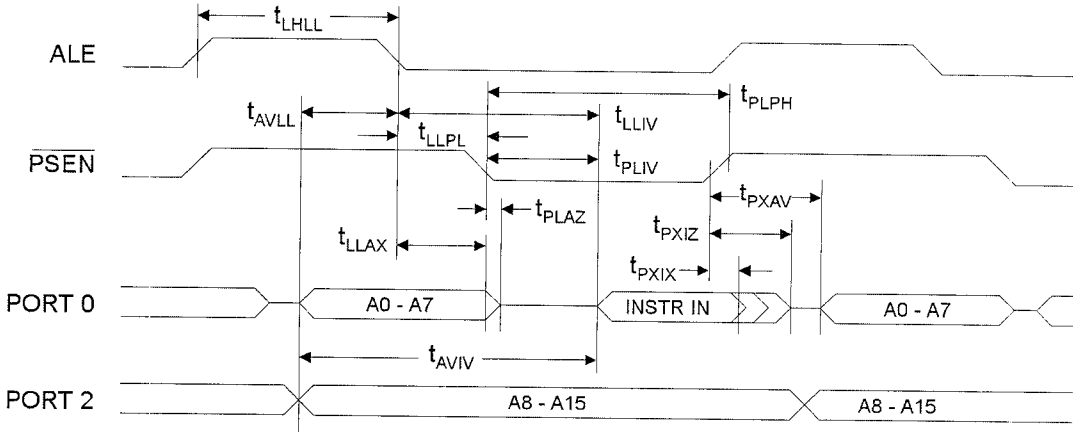 tLHLL
ALE
tPLPH
tAVLL
tLLIV
tLLPL
PSEN
tPLIV
tPXAV
tPLAZ
tPXIZ
tLLAX
tPXIX
PORT 0
A0 - A7
INSTR IN
A0 - A7
tAVIV
PORT 2
A8 - A15
A8 - A15